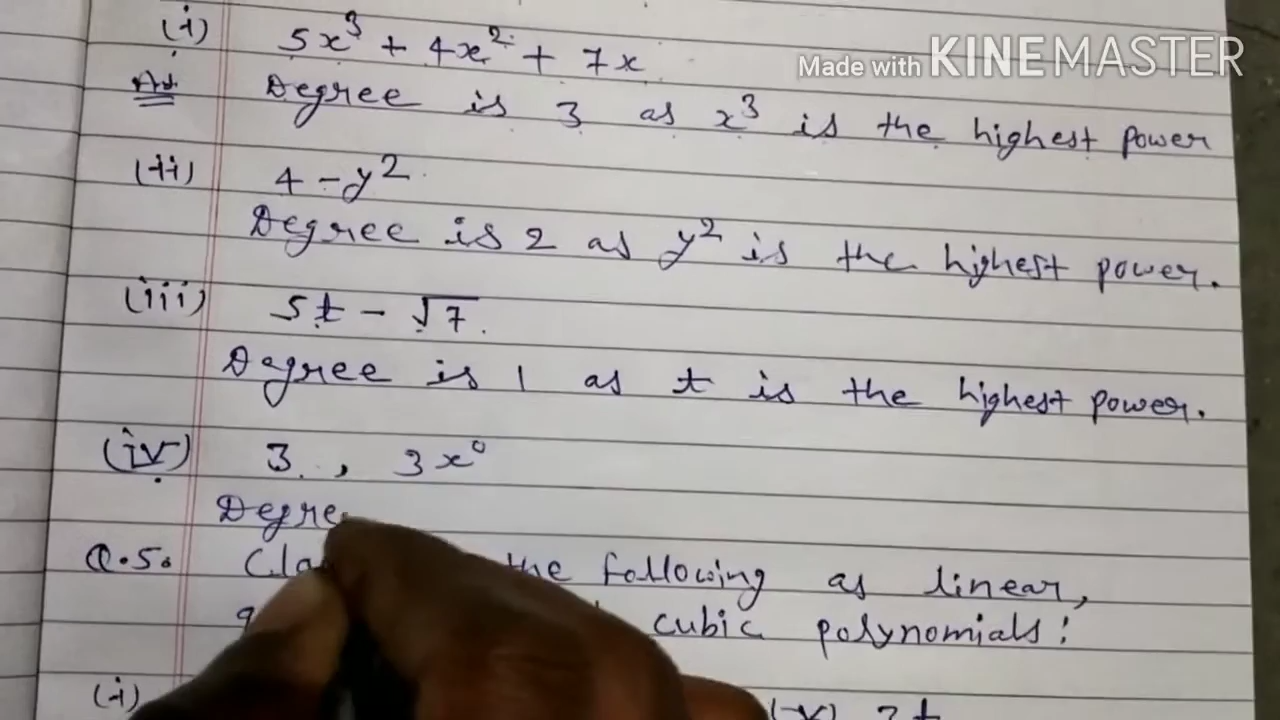 (i) 5x³ + 4x² + 7x
Made with KINEMASTER
Ans. Degree is 3 as x³ is the highest power
(ii) 4 - y²
Degree is 2 as y² is the highest power.
(iii) 5t - √7.
Degree is 1 as t is the highest power.
(iv) 3 , 3x⁰
Degre
Q.5. the following as linear,
cubic polynomials:
(i) (v)